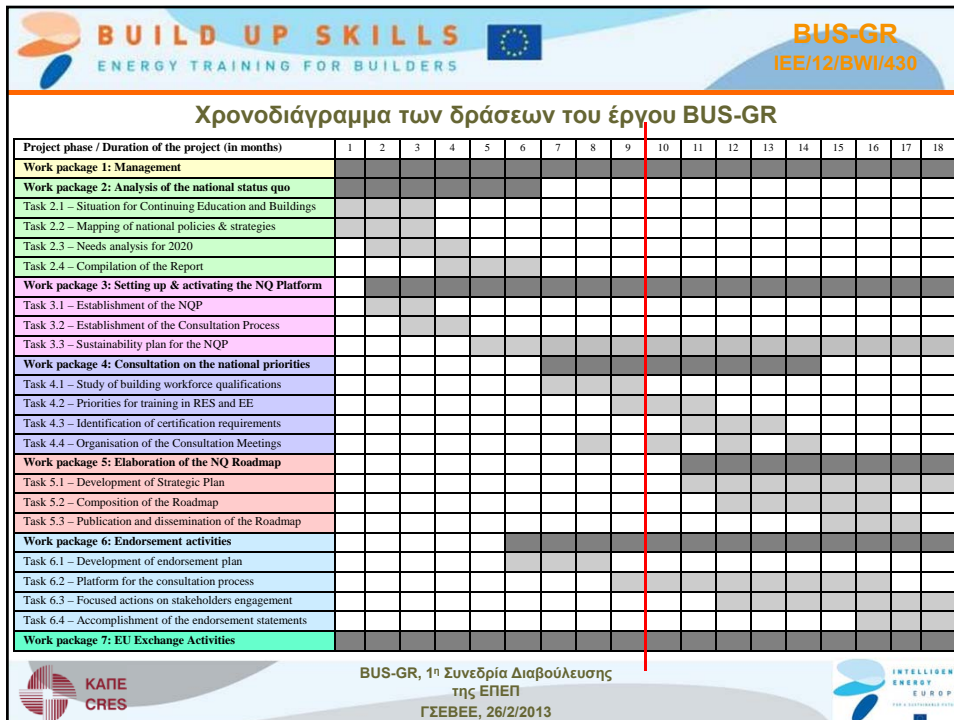 BUILD UP SKILLS
ENERGY TRAINING FOR BUILDERS
BUS-GR
IEE/12/BWI/430
Χρονοδιάγραμμα των δράσεων του έργου BUS-GR
Project phase / Duration of the project (in months) 1 2 3 4 5 6 7 8 9 10 11 12 13 14 15 16 17 18
Work package 1: Management
Work package 2: Analysis of the national status quo
Task 2.1 – Situation for Continuing Education and Buildings
Task 2.2 – Mapping of national policies & strategies
Task 2.3 – Needs analysis for 2020
Task 2.4 – Compilation of the Report
Work package 3: Setting up & activating the NQ Platform
Task 3.1 – Establishment of the NQP
Task 3.2 – Establishment of the Consultation Process
Task 3.3 – Sustainability plan for the NQP
Work package 4: Consultation on the national priorities
Task 4.1 – Study of building workforce qualifications
Task 4.2 – Priorities for training in RES and EE
Task 4.3 – Identification of certification requirements
Task 4.4 – Organisation of the Consultation Meetings
Work package 5: Elaboration of the NQ Roadmap
Task 5.1 – Development of Strategic Plan
Task 5.2 – Composition of the Roadmap
Task 5.3 – Publication and dissemination of the Roadmap
Work package 6: Endorsement activities
Task 6.1 – Development of endorsement plan
Task 6.2 – Platform for the consultation process
Task 6.3 – Focused actions on stakeholders engagement
Task 6.4 – Accomplishment of the endorsement statements
Work package 7: EU Exchange Activities
ΚΑΠΕ
CRES
BUS-GR, 1η Συνεδρία Διαβούλευσης
της ΕΠΕΠ
ΓΣΕΒΕΕ, 26/2/2013
INTELLIGEN
ENERGY
EUROP
FOR A SUSTAINABLE FUTU